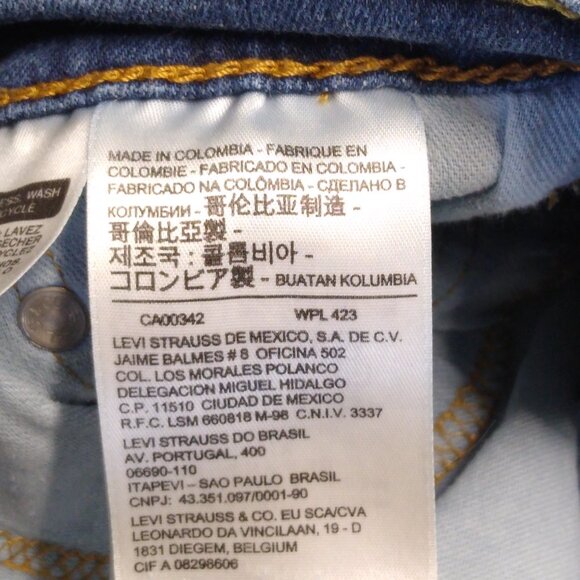 ESS. WASH
CYCLE
LAVEZ
MADE IN COLOMBIA - FABRIQUE EN
COLOMBIE - FABRICADO EN COLOMBIA -
FABRICADO NA COLÔMBIA - СДЕЛАНО В
КОЛУМБИИ - 哥伦比亚制造 -
哥倫比亞製 -
제조국 : 콜롬비아 -
コロンビア製 - BUATAN KOLUMBIA
CA00342 WPL 423
LEVI STRAUSS DE MEXICO, S.A. DE C.V.
JAIME BALMES # 8 OFICINA 502
COL. LOS MORALES POLANCO
DELEGACION MIGUEL HIDALGO
C.P. 11510 CIUDAD DE MEXICO
R.F.C. LSM 660818 M-98 C.N.I.V. 3337
LEVI STRAUSS DO BRASIL
AV. PORTUGAL, 400
06690-110
ITAPEVI - SAO PAULO BRASIL
CNPJ: 43.351.097/0001-90
LEVI STRAUSS & CO. EU SCA/CVA
LEONARDO DA VINCILAAN, 19 - D
1831 DIEGEM, BELGIUM
CIF A 08298606